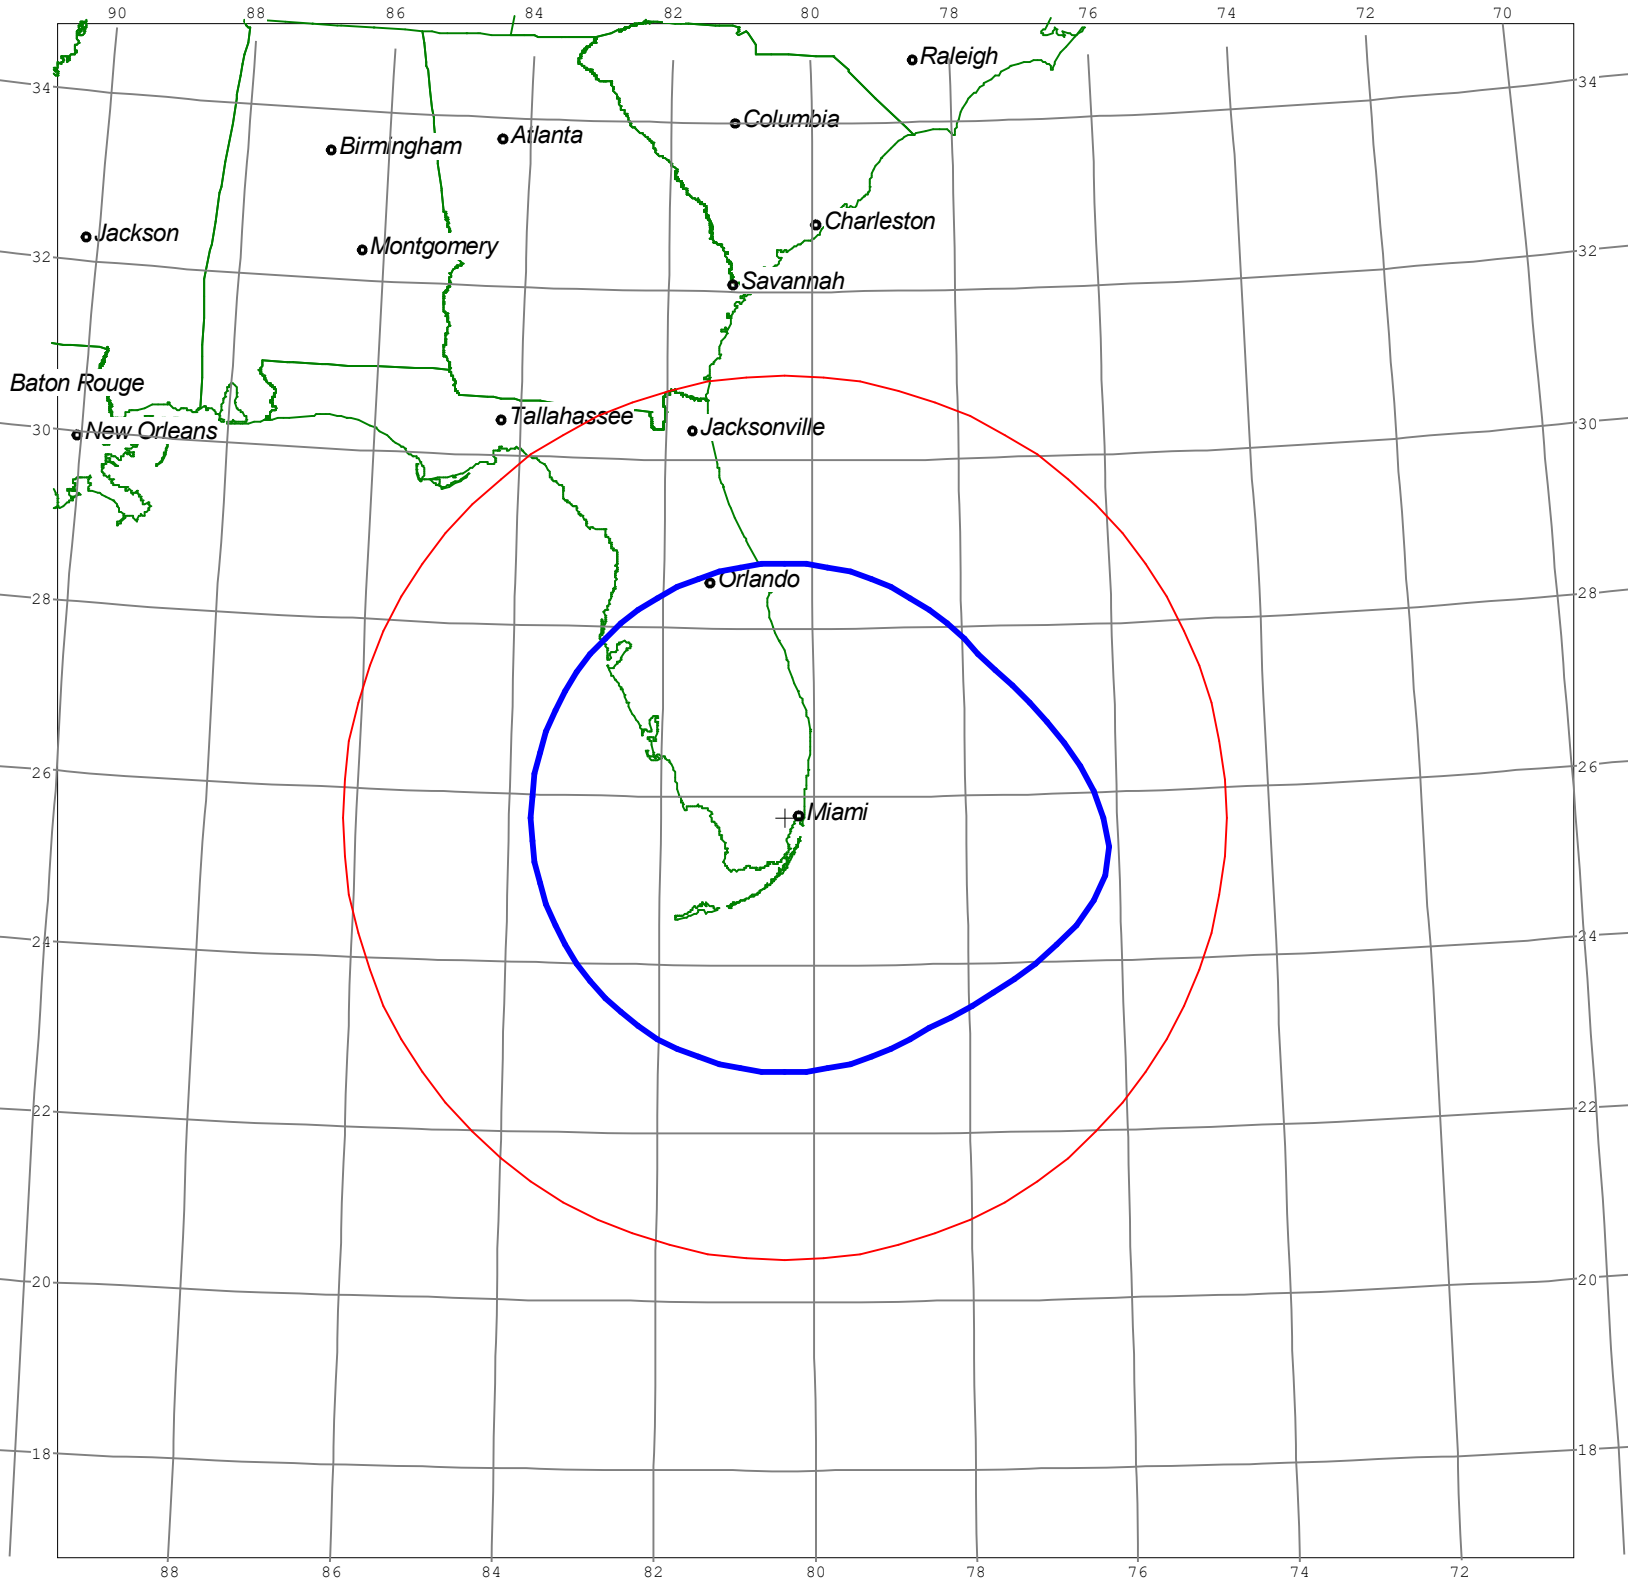 90 88 86 84 82 80 78 76 74 72 70
Raleigh
34 34
Columbia
Atlanta
Birmingham
Charleston
Jackson
Montgomery
32 32
Savannah
Baton Rouge
Tallahassee
30 New Orleans Jacksonville 30
Orlando
28 28
26 26
Miami
24 24
22 22
20 20
18 18
88 86 84 82 80 78 76 74 72